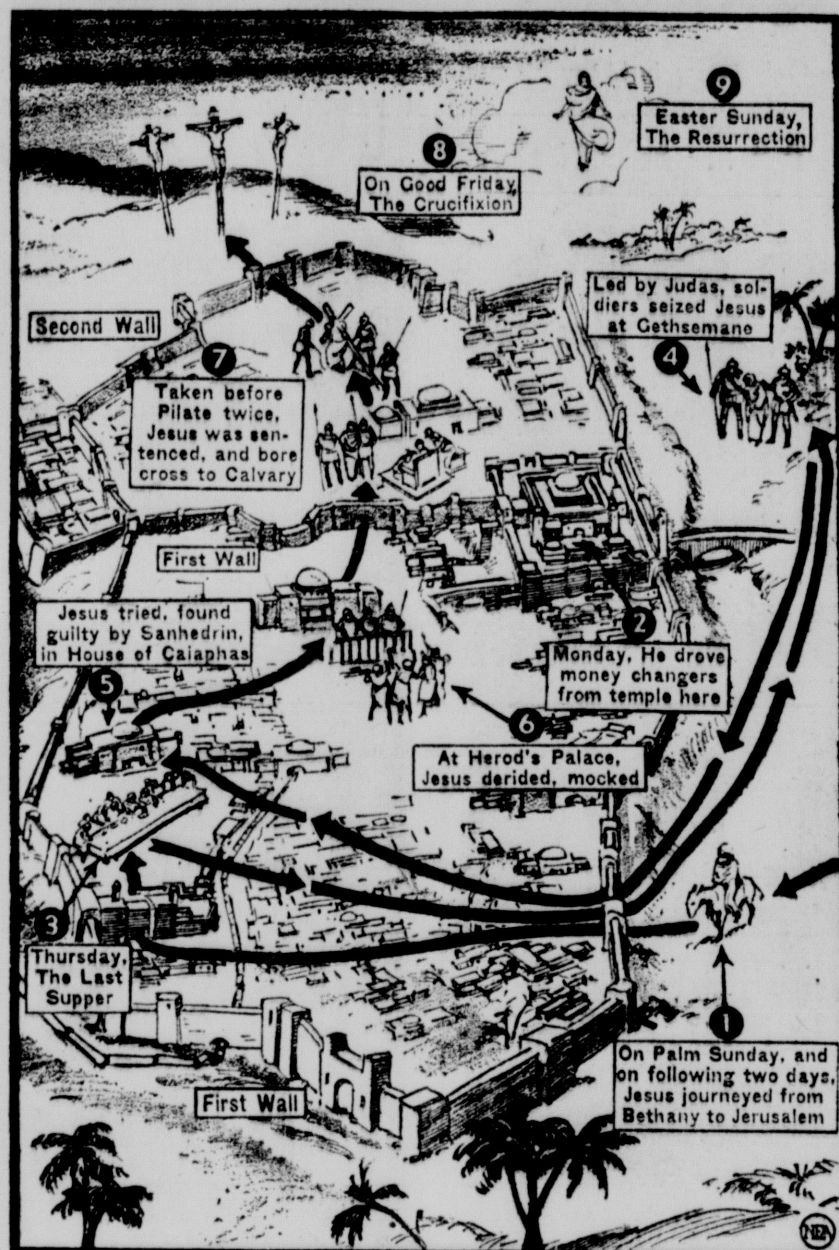 9
Easter Sunday,
The Resurrection
8
On Good Friday,
The Crucifixion
Led by Judas, sol-
diers seized Jesus
at Gethsemane
4
Second Wall
7
Taken before
Pilate twice,
Jesus was sen-
tenced, and bore
cross to Calvary
First Wall
Jesus tried, found
guilty by Sanhedrin,
in House of Caiaphas
5
2
Monday, He drove
money changers
from temple here
6
At Herod's Palace,
Jesus derided, mocked
3
Thursday,
The Last
Supper
1
On Palm Sunday, and
on following two days,
Jesus journeyed from
Bethany to Jerusalem
First Wall
NEA